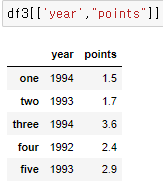 df3[['year',"points"]]
year points
one 1994 1.5
two 1993 1.7
three 1994 3.6
four 1992 2.4
five 1993 2.9